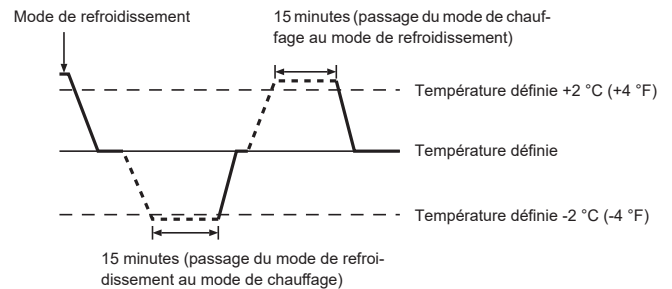 Mode de refroidissement
15 minutes (passage du mode de chauf-
fage au mode de refroidissement)
Température définie +2 °C (+4 °F)
Température définie
Température définie -2 °C (-4 °F)
15 minutes (passage du mode de refroi-
dissement au mode de chauffage)